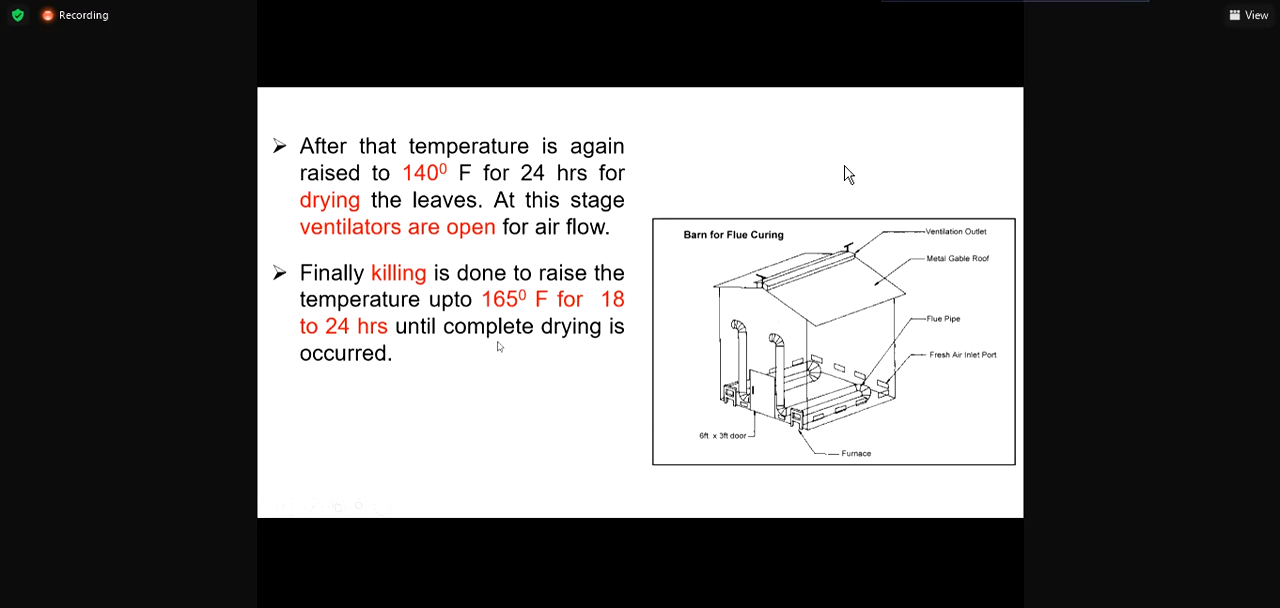 Recording
View
➢ After that temperature is again
raised to 140⁰ F for 24 hrs for
drying the leaves. At this stage
ventilators are open for air flow.
➢ Finally killing is done to raise the
temperature upto 165⁰ F for 18
to 24 hrs until complete drying is
occurred.
Barn for Flue Curing
Ventilation Outlet
Metal Gable Roof
Flue Pipe
Fresh Air Inlet Port
6ft. x 3ft door
Furnace